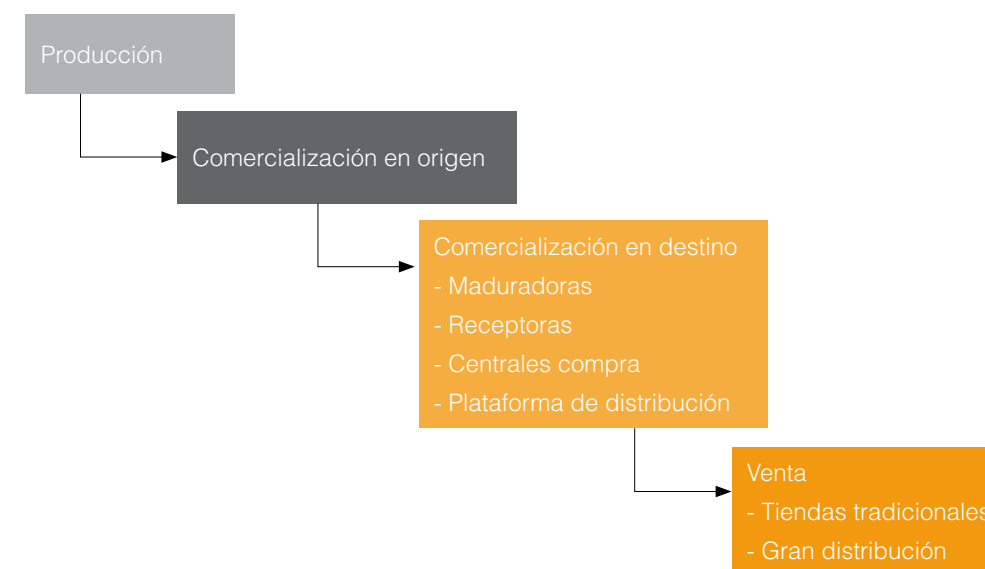 Producción
Comercialización en origen
Comercialización en destino
- Maduradoras
- Receptoras
- Centrales compra
- Plataforma de distribución
Venta
- Tiendas tradicionales
- Gran distribución